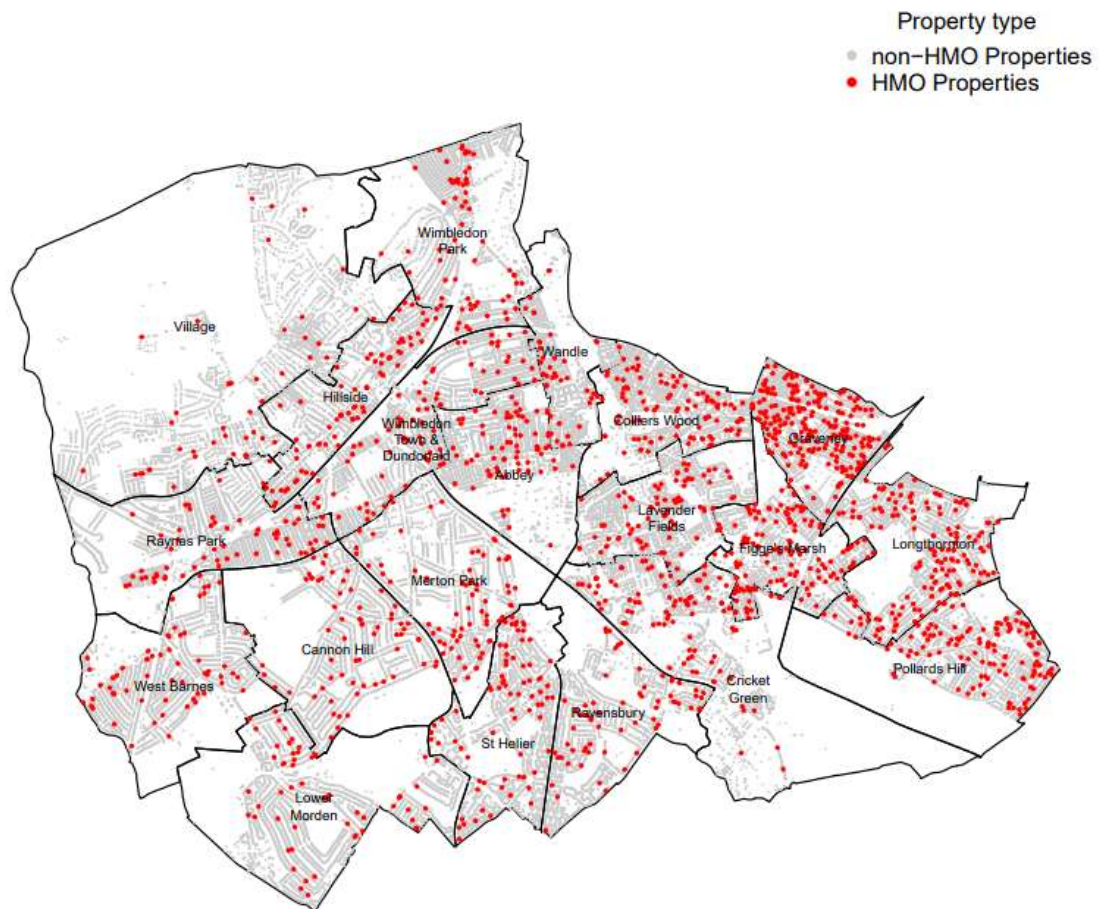 Property type
non-HMO Properties
HMO Properties
Wimbledon
Park
Village
Wandle
Hillside
Wimbledon
Town &
Dundonald
Colliers Wood
Graveney
Abbey
Lavender
Fields
Raynes Park
Figge's Marsh
Longthornton
Merton Park
Cannon Hill
Pollards Hill
West Barnes
Cricket
Green
Ravensbury
St Helier
Lower
Morden